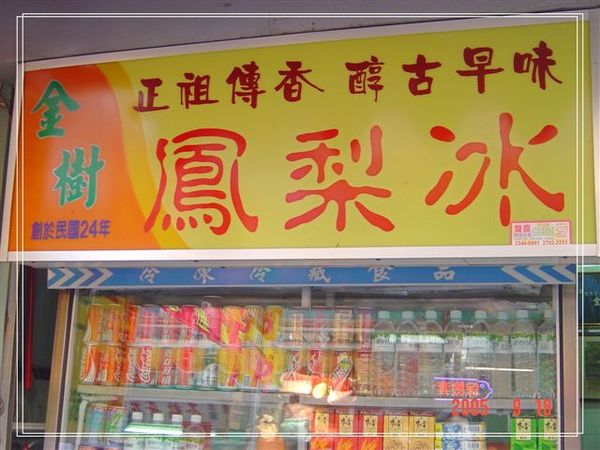 金樹
正祖傳香 醇古早味
鳳梨冰
創於民國24年
冷凍冷藏食品
2005 9 18